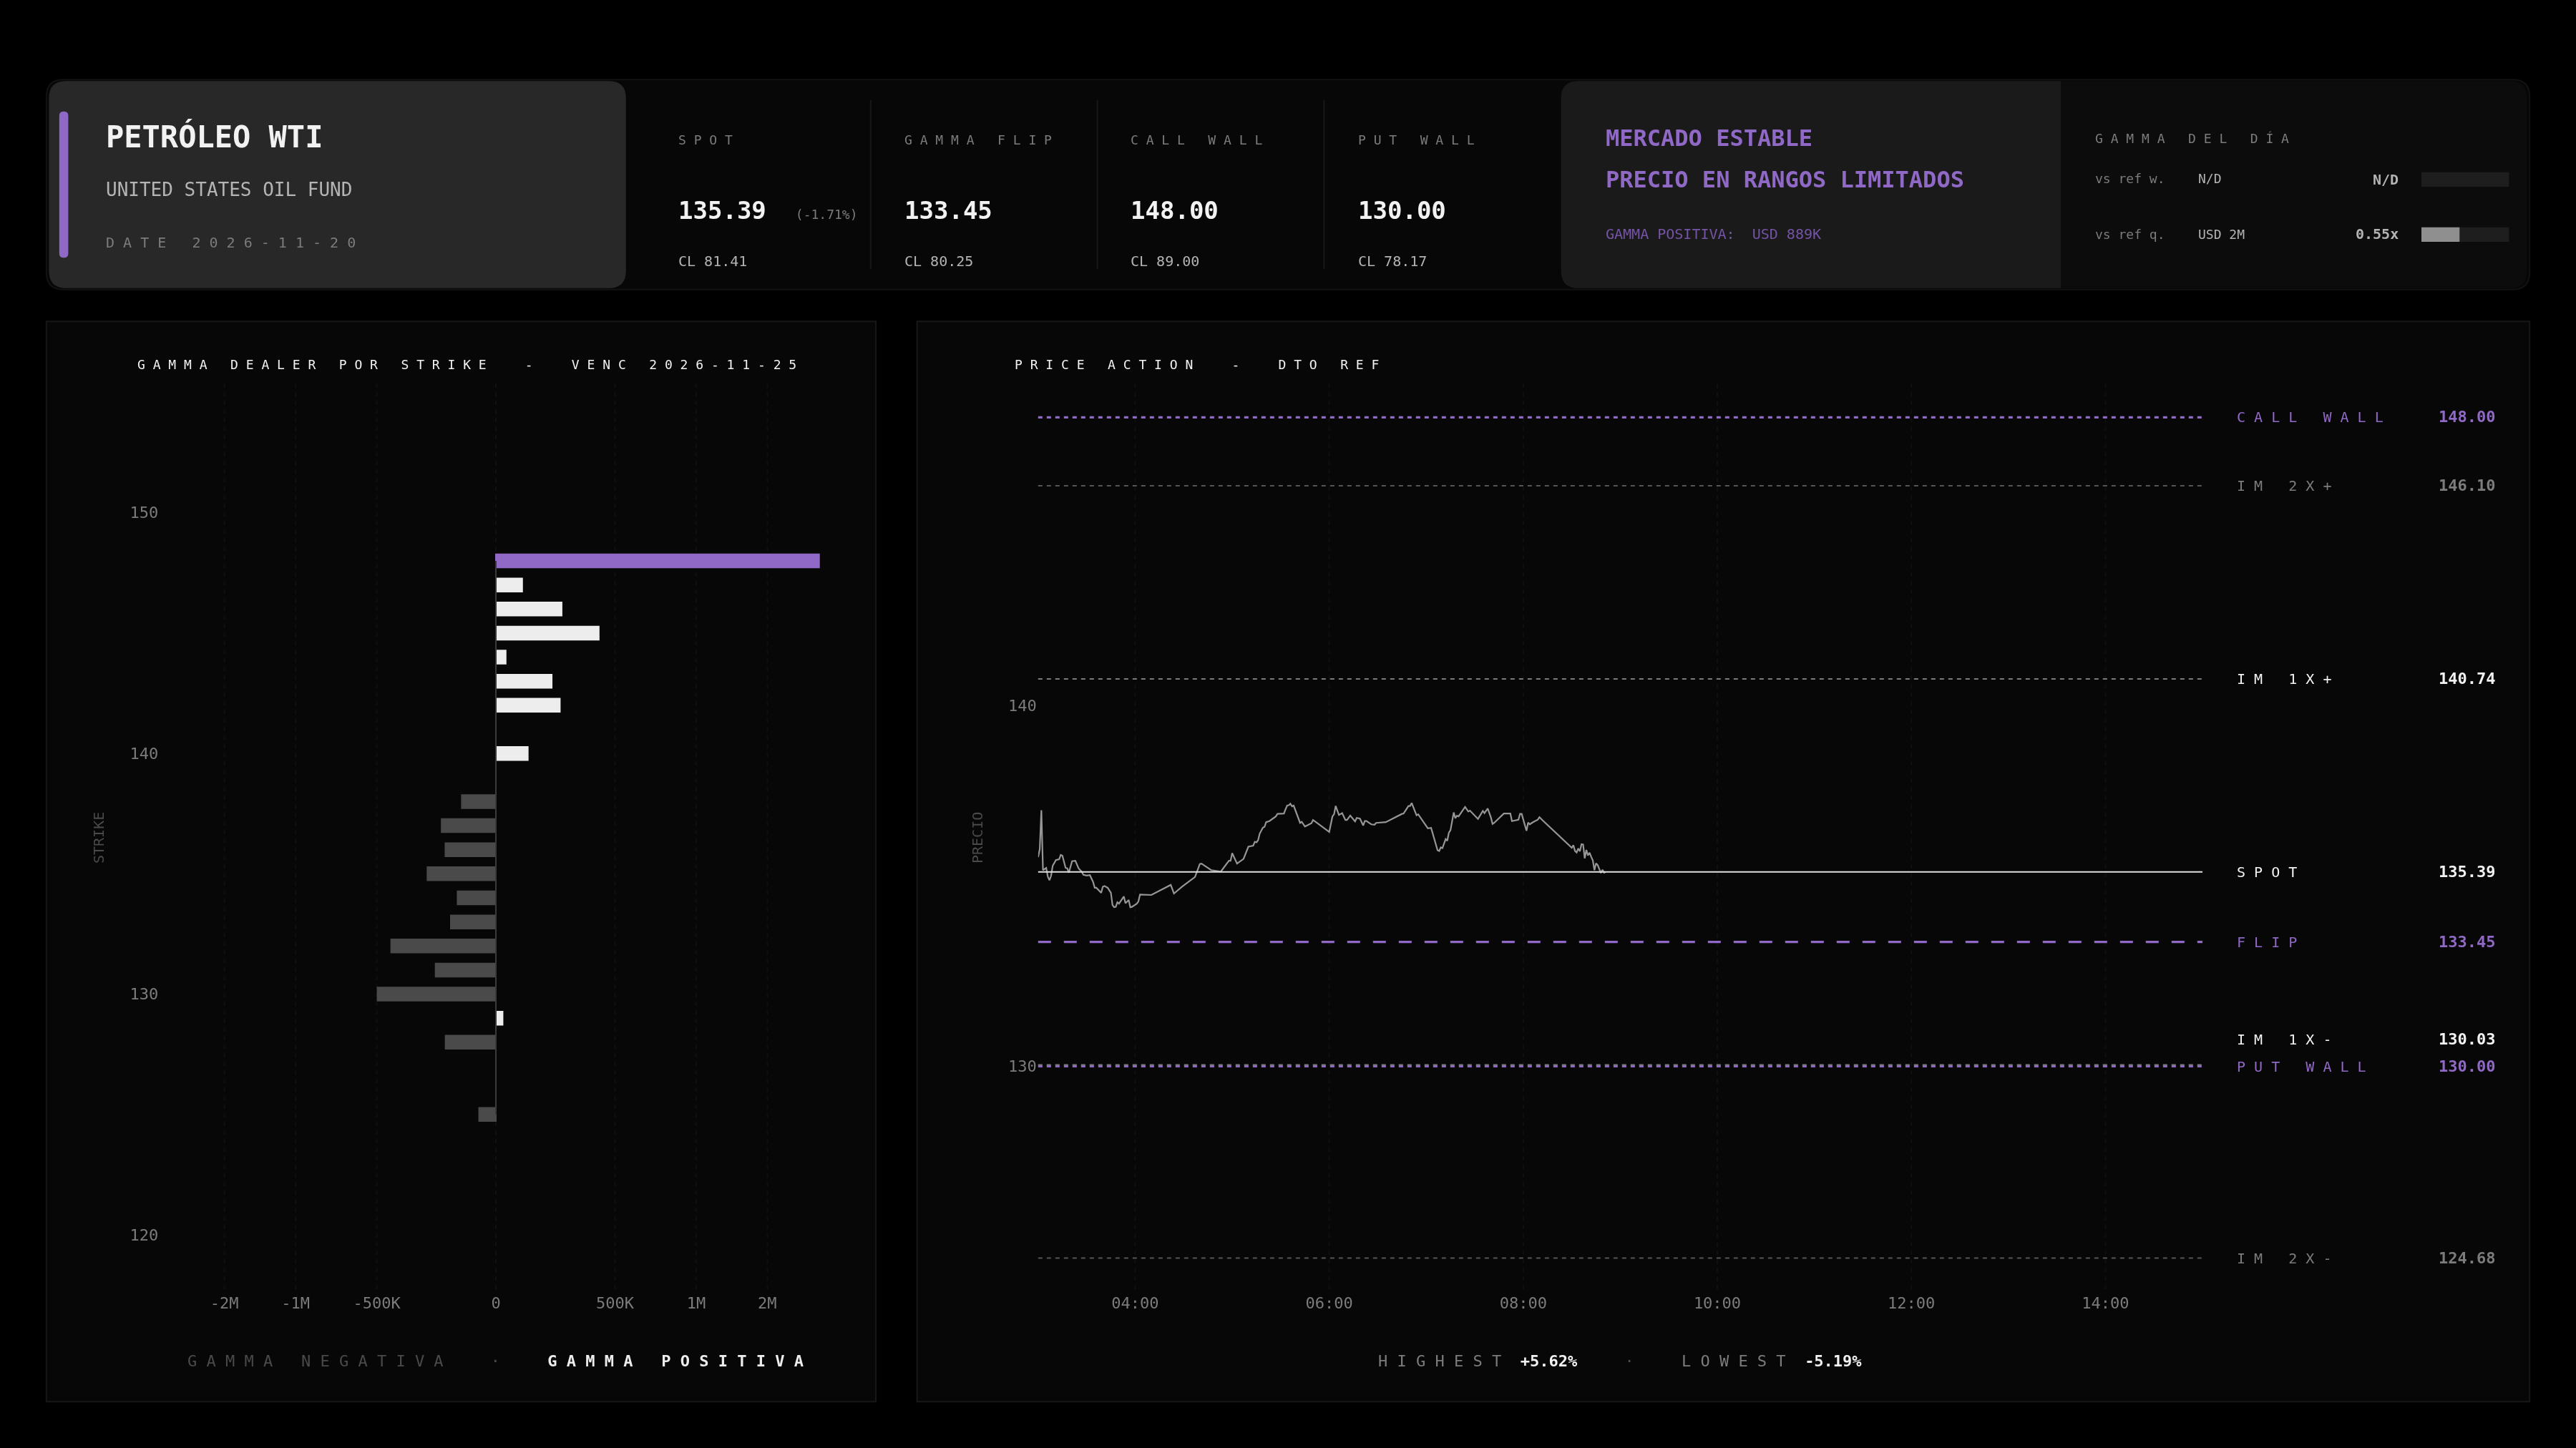 PETRÓLEO WTI
UNITED STATES OIL FUND
DATE 2026-11-20
SPOT
135.39 (-1.71%)
CL 81.41
GAMMA FLIP
133.45
CL 80.25
CALL WALL
148.00
CL 89.00
PUT WALL
130.00
CL 78.17
MERCADO ESTABLE
PRECIO EN RANGOS LIMITADOS
GAMMA POSITIVA: USD 889K
GAMMA DEL DÍA
vs ref w. N/D N/D
vs ref q. USD 2M 0.55x
GAMMA DEALER POR STRIKE - VENC 2026-11-25
150
140
130
120
STRIKE
-2M -1M -500K 0 500K 1M 2M
GAMMA NEGATIVA · GAMMA POSITIVA
PRICE ACTION - DTO REF
CALL WALL 148.00
IM 2X+ 146.10
IM 1X+ 140.74
140
SPOT 135.39
PRECIO
FLIP 133.45
IM 1X- 130.03
130
PUT WALL 130.00
IM 2X- 124.68
04:00 06:00 08:00 10:00 12:00 14:00
HIGHEST +5.62% · LOWEST -5.19%